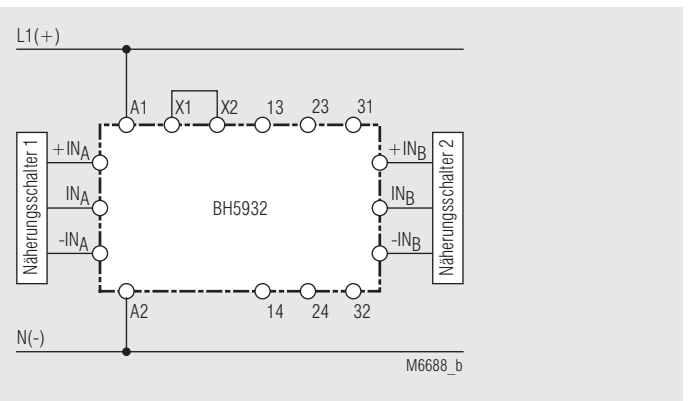 L1(+)
A1 X1 X2 13 23 31
Näherungsschalter 1
+INA
INA
-INA
BH5932
+INB
INB
-INB
Näherungsschalter 2
A2 14 24 32
N(-)
M6688_b